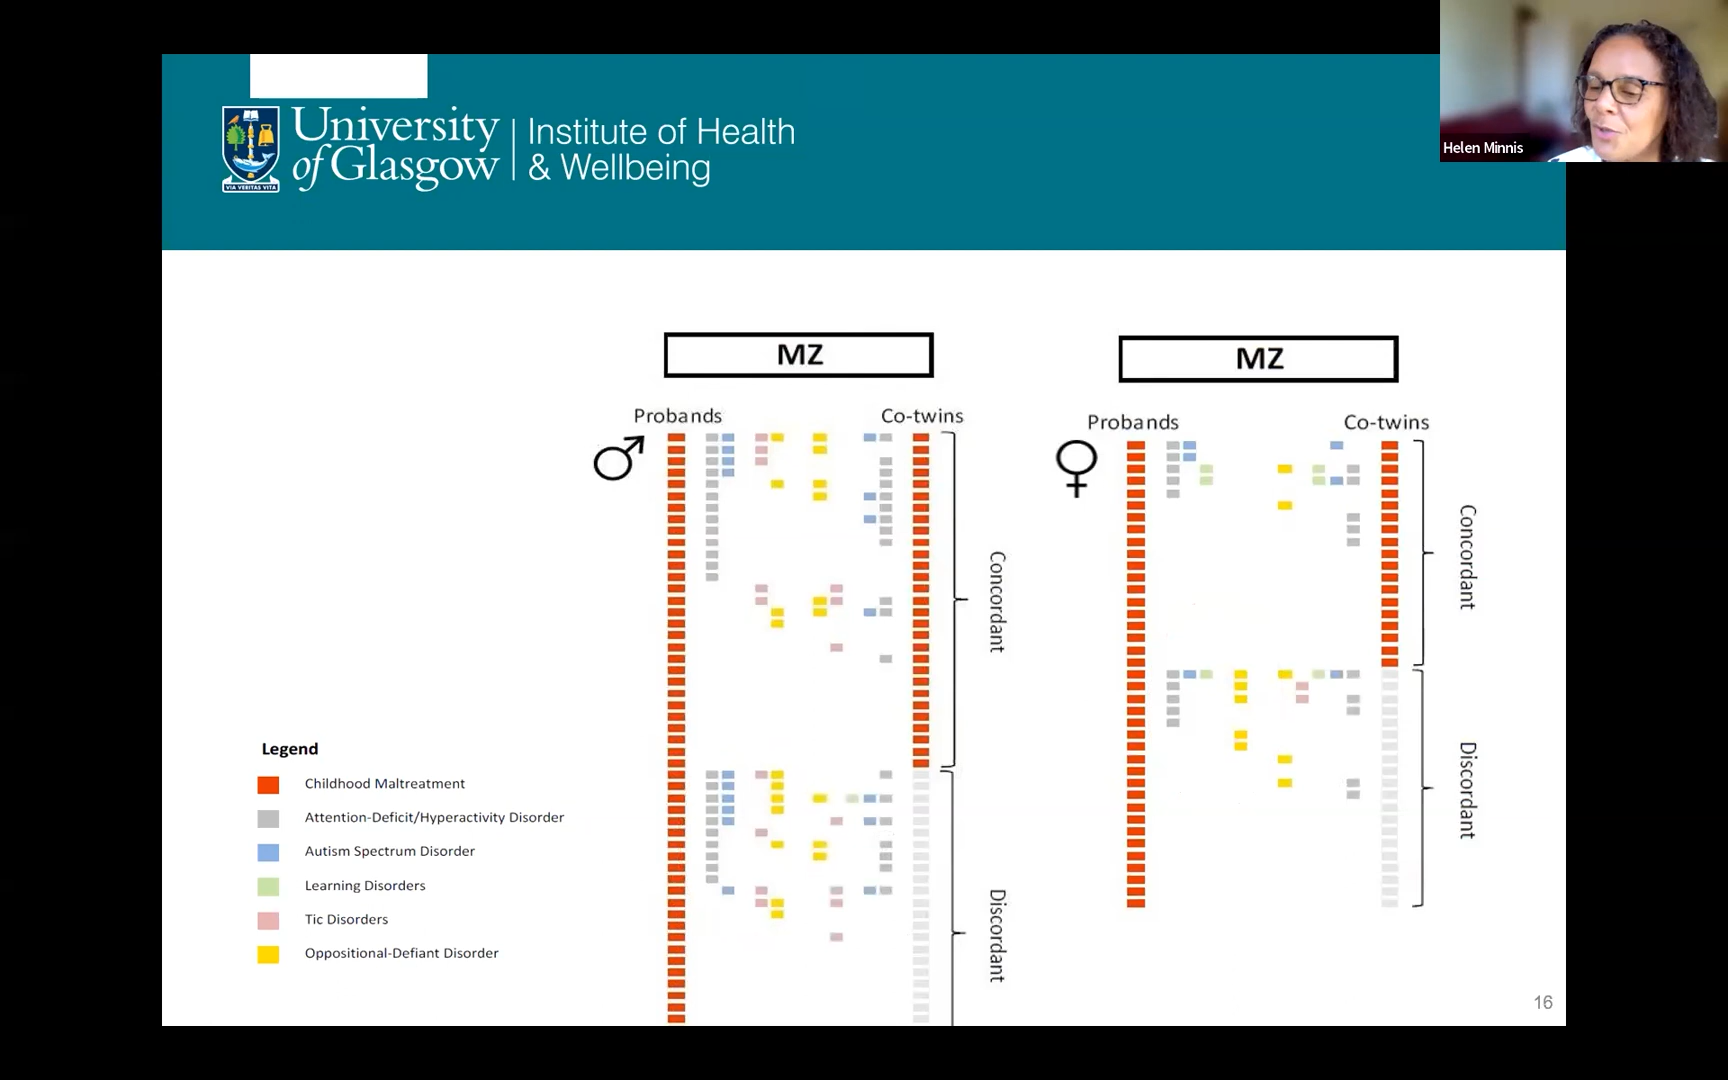 University
of Glasgow
VIA VERITAS VITA
Institute of Health
& Wellbeing
Helen Minnis
MZ
Probands
Co-twins
Concordant
Discordant
MZ
Probands
Co-twins
Concordant
Discordant
Legend
Childhood Maltreatment
Attention-Deficit/Hyperactivity Disorder
Autism Spectrum Disorder
Learning Disorders
Tic Disorders
Oppositional-Defiant Disorder
16